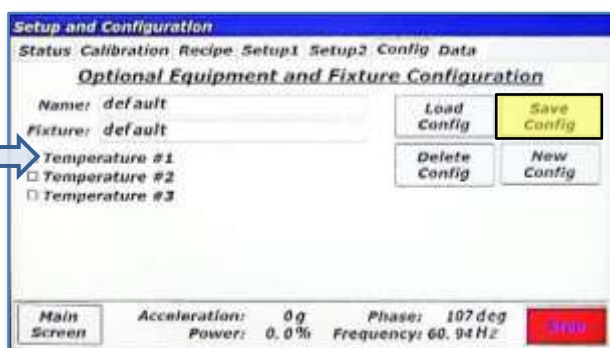 Setup and Configuration
Status Calibration Recipe Setup1 Setup2 Config Data
Optional Equipment and Fixture Configuration
Name: default
Fixture: default
Load Config
Save Config
Temperature #1
Temperature #2
Temperature #3
Delete Config
New Config
Main Screen
Acceleration: 0g
Phase: 107deg
Power: 0.0%
Frequency: 60.94Hz
Stop